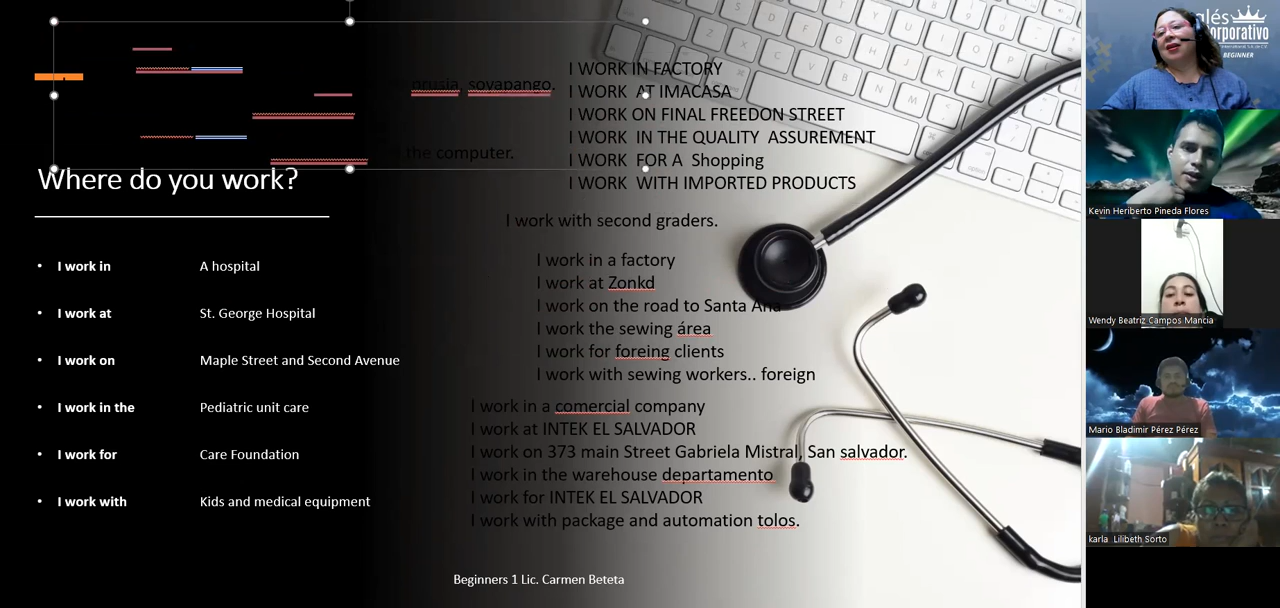 grusia, soyapango.
the computer.
I WORK IN FACTORY
I WORK AT IMACASA
I WORK ON FINAL FREEDON STREET
I WORK IN THE QUALITY ASSUREMENT
I WORK FOR A Shopping
I WORK WITH IMPORTED PRODUCTS
Where do you work?
I work with second graders.
• I work in A hospital
• I work at St. George Hospital
• I work on Maple Street and Second Avenue
• I work in the Pediatric unit care
• I work for Care Foundation
• I work with Kids and medical equipment
I work in a factory
I work at Zonkd
I work on the road to Santa Ana
I work the sewing área
I work for foreing clients
I work with sewing workers.. foreign
I work in a comercial company
I work at INTEK EL SALVADOR
I work on 373 main Street Gabriela Mistral, San salvador.
I work in the warehouse departamento
I work for INTEK EL SALVADOR
I work with package and automation tolos.
Beginners 1 Lic. Carmen Beteta
glés
orporativo
BEGINNER
Kevin Heriberto Pineda Flores
Wendy Beatriz Campos Mancia
Mario Bladimir Pérez Pérez
karla Lilibeth Sorto